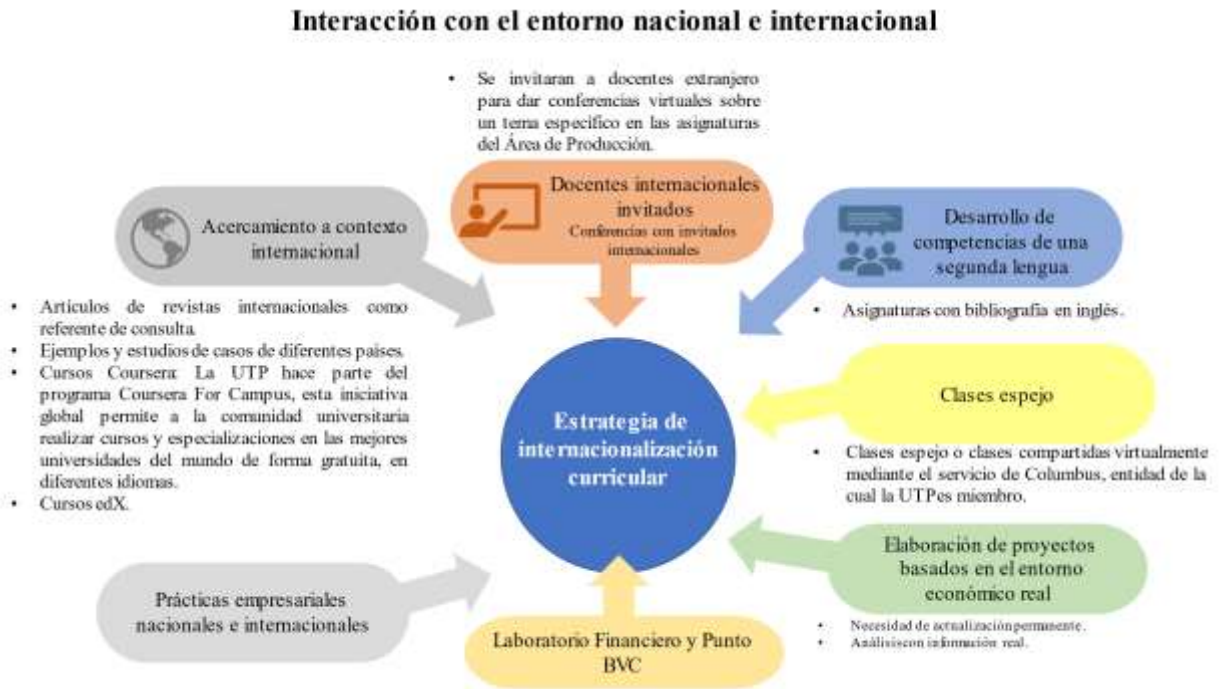 Interacción con el entorno nacional e internacional
• Se invitaran a docentes extranjero
para dar conferencias virtuales sobre
un tema específico en las asignaturas
del Área de Producción.
Docentes internacionales
invitados
Conferencias con invitados
internacionales
Acercamiento a contexto
internacional
• Artículos de revistas internacionales como
referente de consulta.
• Ejemplos y estudios de casos de diferentes países.
• Cursos Coursera: La UTP hace parte del
programa Coursera For Campus, esta iniciativa
global permite a la comunidad universitaria
realizar cursos y especializaciones en las mejores
universidades del mundo de forma gratuita, en
diferentes idiomas.
• Cursos edX.
Desarrollo de
competencias de una
segunda lengua
• Asignaturas con bibliografía en inglés.
Clases espejo
• Clases espejo o clases compartidas virtualmente
mediante el servicio de Columbus, entidad de la
cual la UTP es miembro.
Estrategia de
internacionalización
curricular
Elaboración de proyectos
basados en el entorno
económico real
• Necesidad de actualización permanente.
• Análisis con información real.
Prácticas empresariales
nacionales e internacionales
Laboratorio Financiero y Punto
BVC